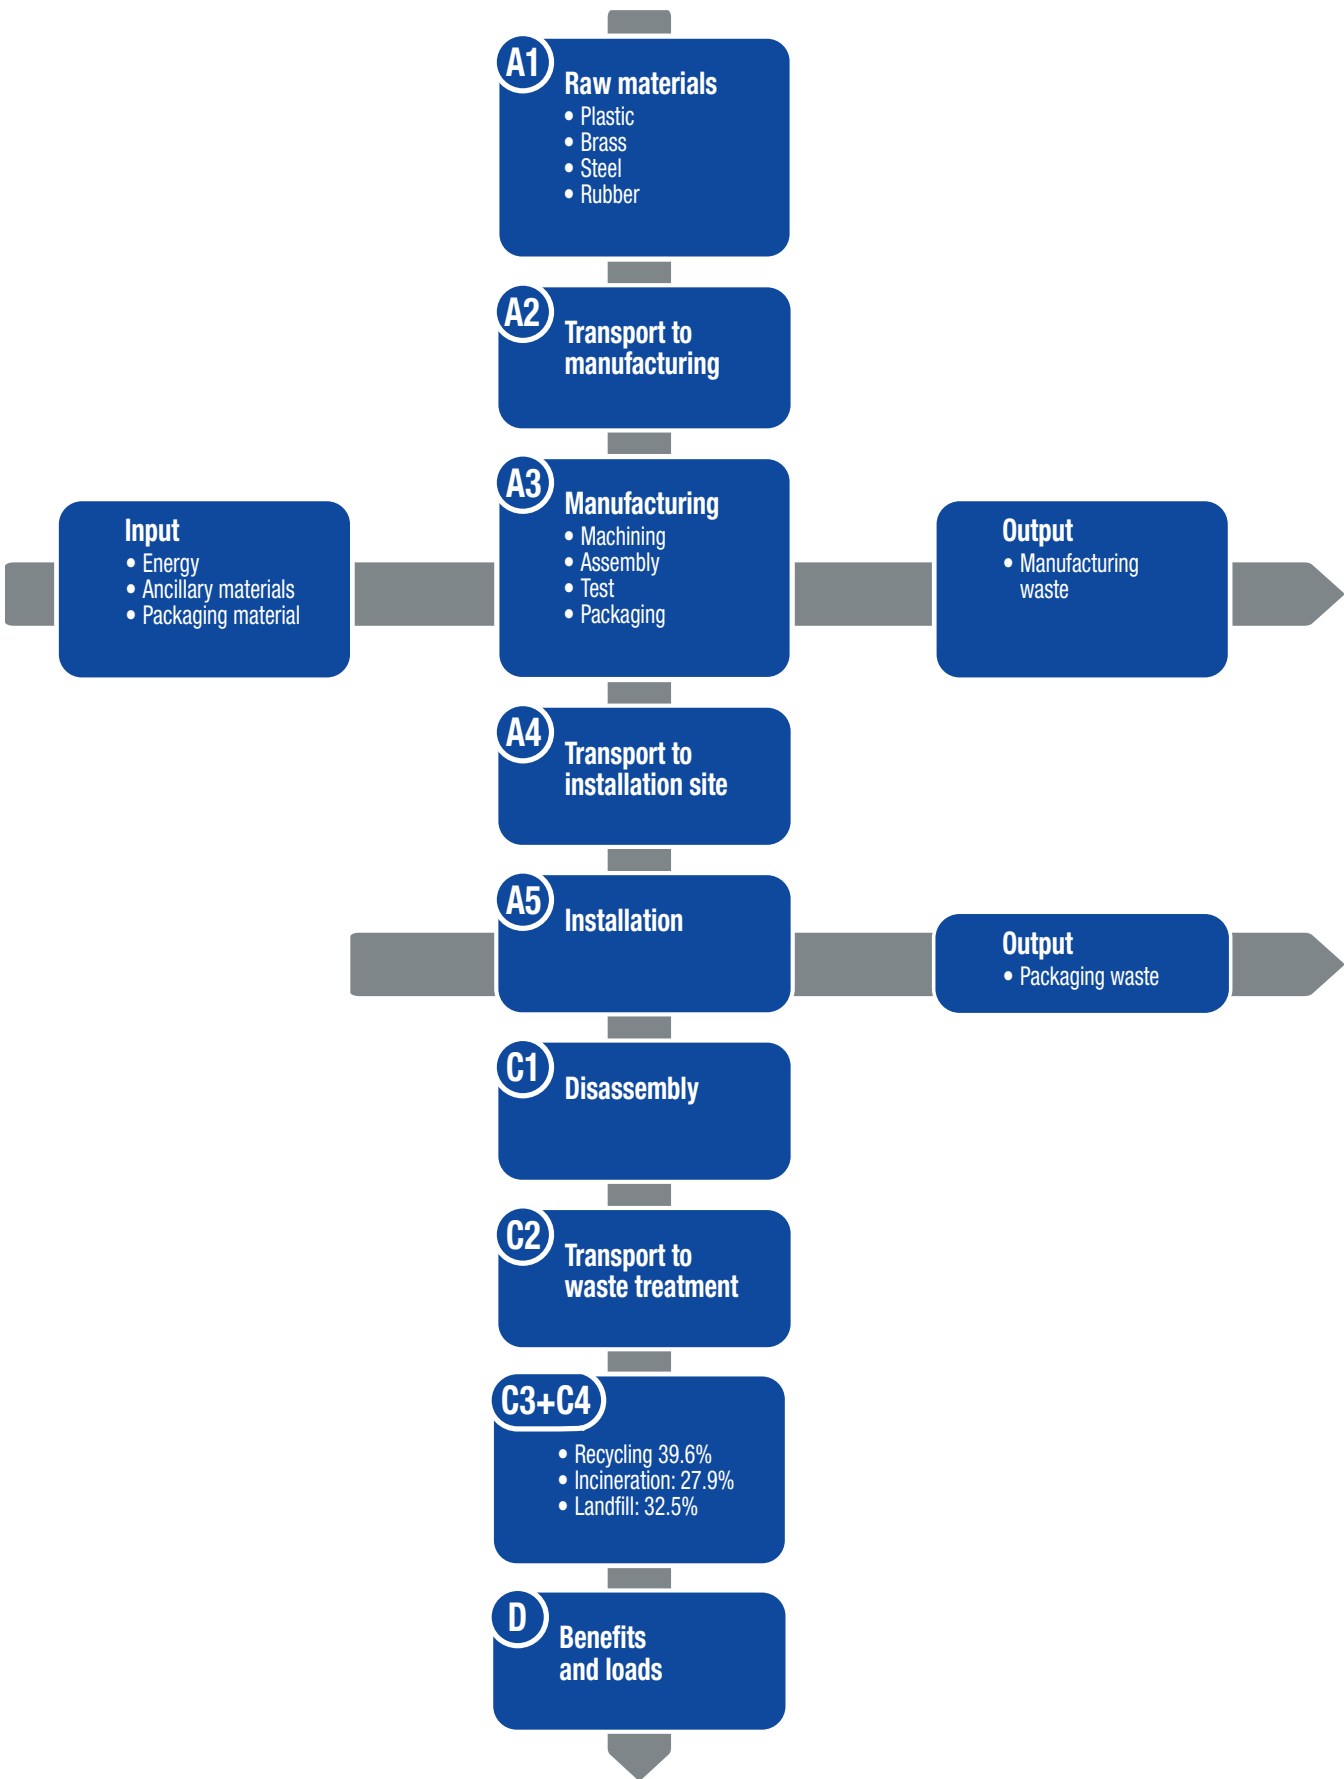 A1
Raw materials
• Plastic
• Brass
• Steel
• Rubber
A2
Transport to
manufacturing
Input
• Energy
• Ancillary materials
• Packaging material
A3
Manufacturing
• Machining
• Assembly
• Test
• Packaging
Output
• Manufacturing
waste
A4
Transport to
installation site
A5
Installation
Output
• Packaging waste
C1
Disassembly
C2
Transport to
waste treatment
C3+C4
• Recycling 39.6%
• Incineration: 27.9%
• Landfill: 32.5%
D
Benefits
and loads